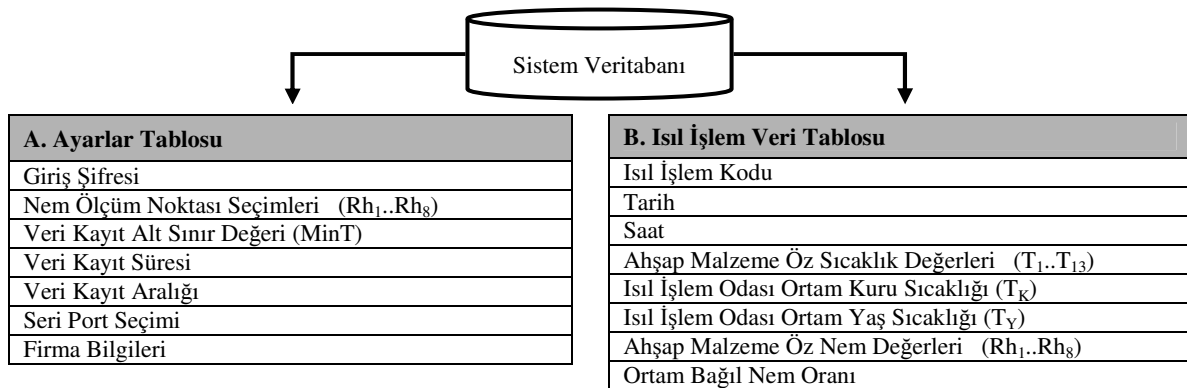 Sistem Veritabanı
A. Ayarlar Tablosu
Giriş Şifresi
Nem Ölçüm Noktası Seçimleri (Rh1..Rh8)
Veri Kayıt Alt Sınır Değeri (MinT)
Veri Kayıt Süresi
Veri Kayıt Aralığı
Seri Port Seçimi
Firma Bilgileri
B. Isıl İşlem Veri Tablosu
Isıl İşlem Kodu
Tarih
Saat
Ahşap Malzeme Öz Sıcaklık Değerleri (T1..T13)
Isıl İşlem Odası Ortam Kuru Sıcaklığı (TK)
Isıl İşlem Odası Ortam Yaş Sıcaklığı (TY)
Ahşap Malzeme Öz Nem Değerleri (Rh1..Rh8)
Ortam Bağıl Nem Oranı